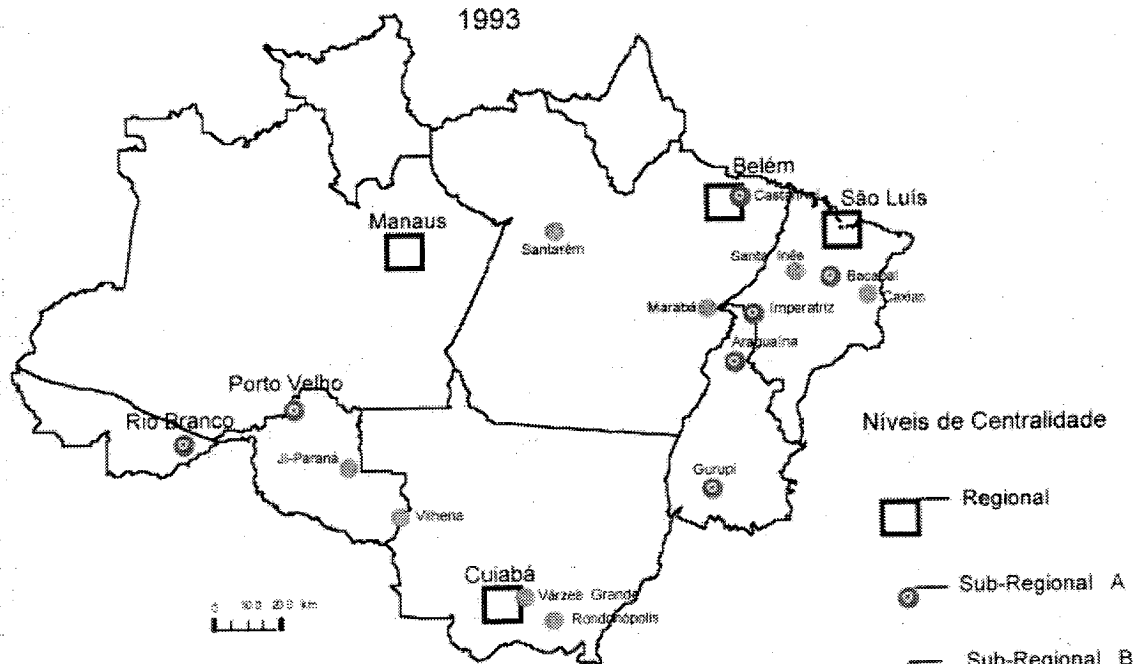 1993
Belém
Castanhal
São Luís
Manaus
Santarém
Santa Inês
Bacabal
Caxias
Marabá
Imperatriz
Araguaína
Porto Velho
Rio Branco
Ji-Paraná
Níveis de Centralidade
Gurupi
Regional
Vilhena
Cuiabá
Várzea Grande
Sub-Regional A
Rondonópolis
Sub-Regional B